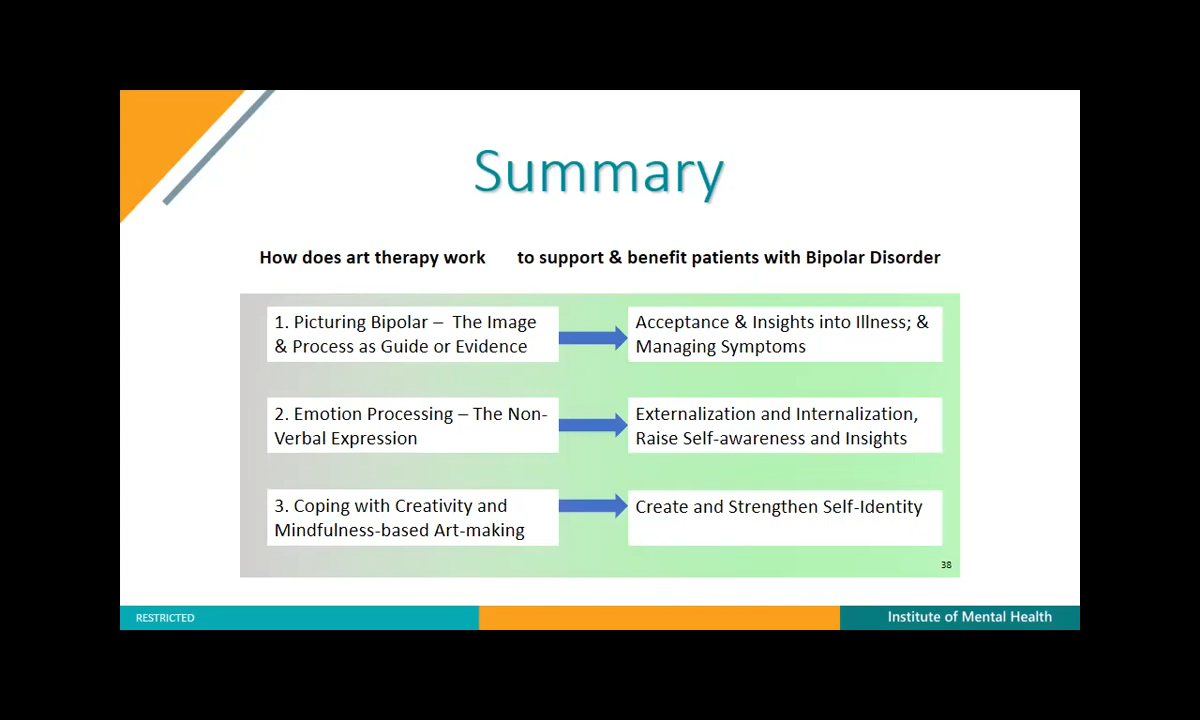 Summary
How does art therapy work to support & benefit patients with Bipolar Disorder
1. Picturing Bipolar – The Image
& Process as Guide or Evidence
Acceptance & Insights into Illness; &
Managing Symptoms
2. Emotion Processing – The Non-
Verbal Expression
Externalization and Internalization,
Raise Self-awareness and Insights
3. Coping with Creativity and
Mindfulness-based Art-making
Create and Strengthen Self-Identity
38
RESTRICTED
Institute of Mental Health